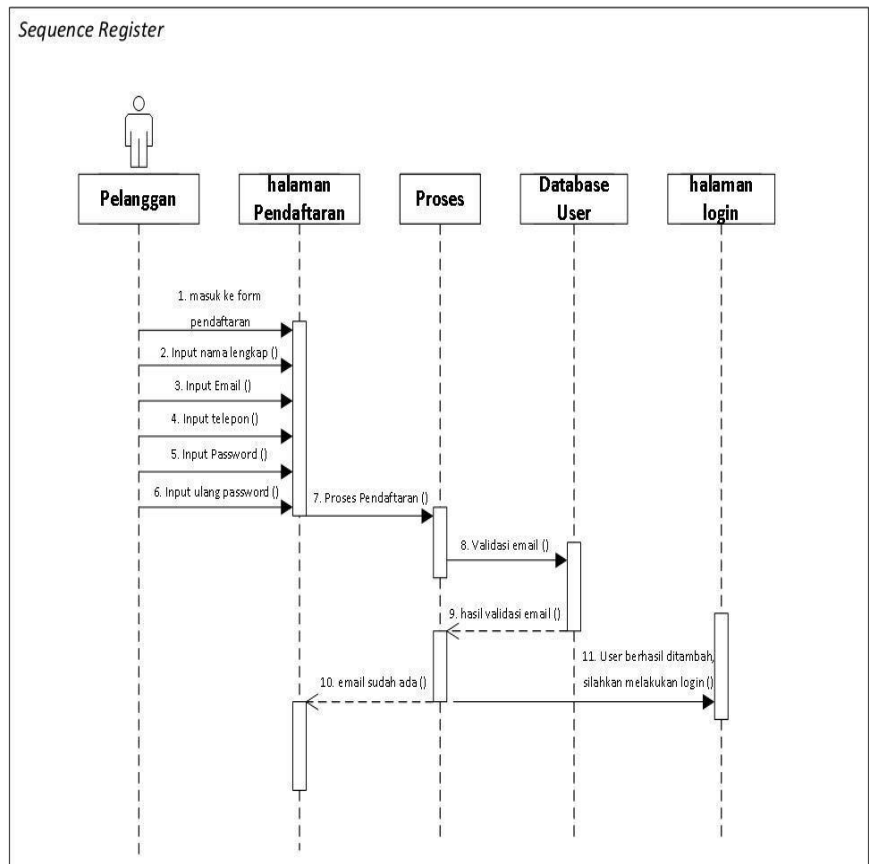 Sequence Register
Pelanggan
halaman
Pendaftaran
Proses
Database
User
halaman
login
1. masuk ke form
pendaftaran
2. Input nama lengkap ()
3. Input Email ()
4. Input telepon ()
5. Input Password ()
6. Input ulang password ()
7. Proses Pendaftaran ()
8. Validasi email ()
9. hasil validasi email ()
10. email sudah ada ()
11. User berhasil ditambah,
silahkan melakukan login ()